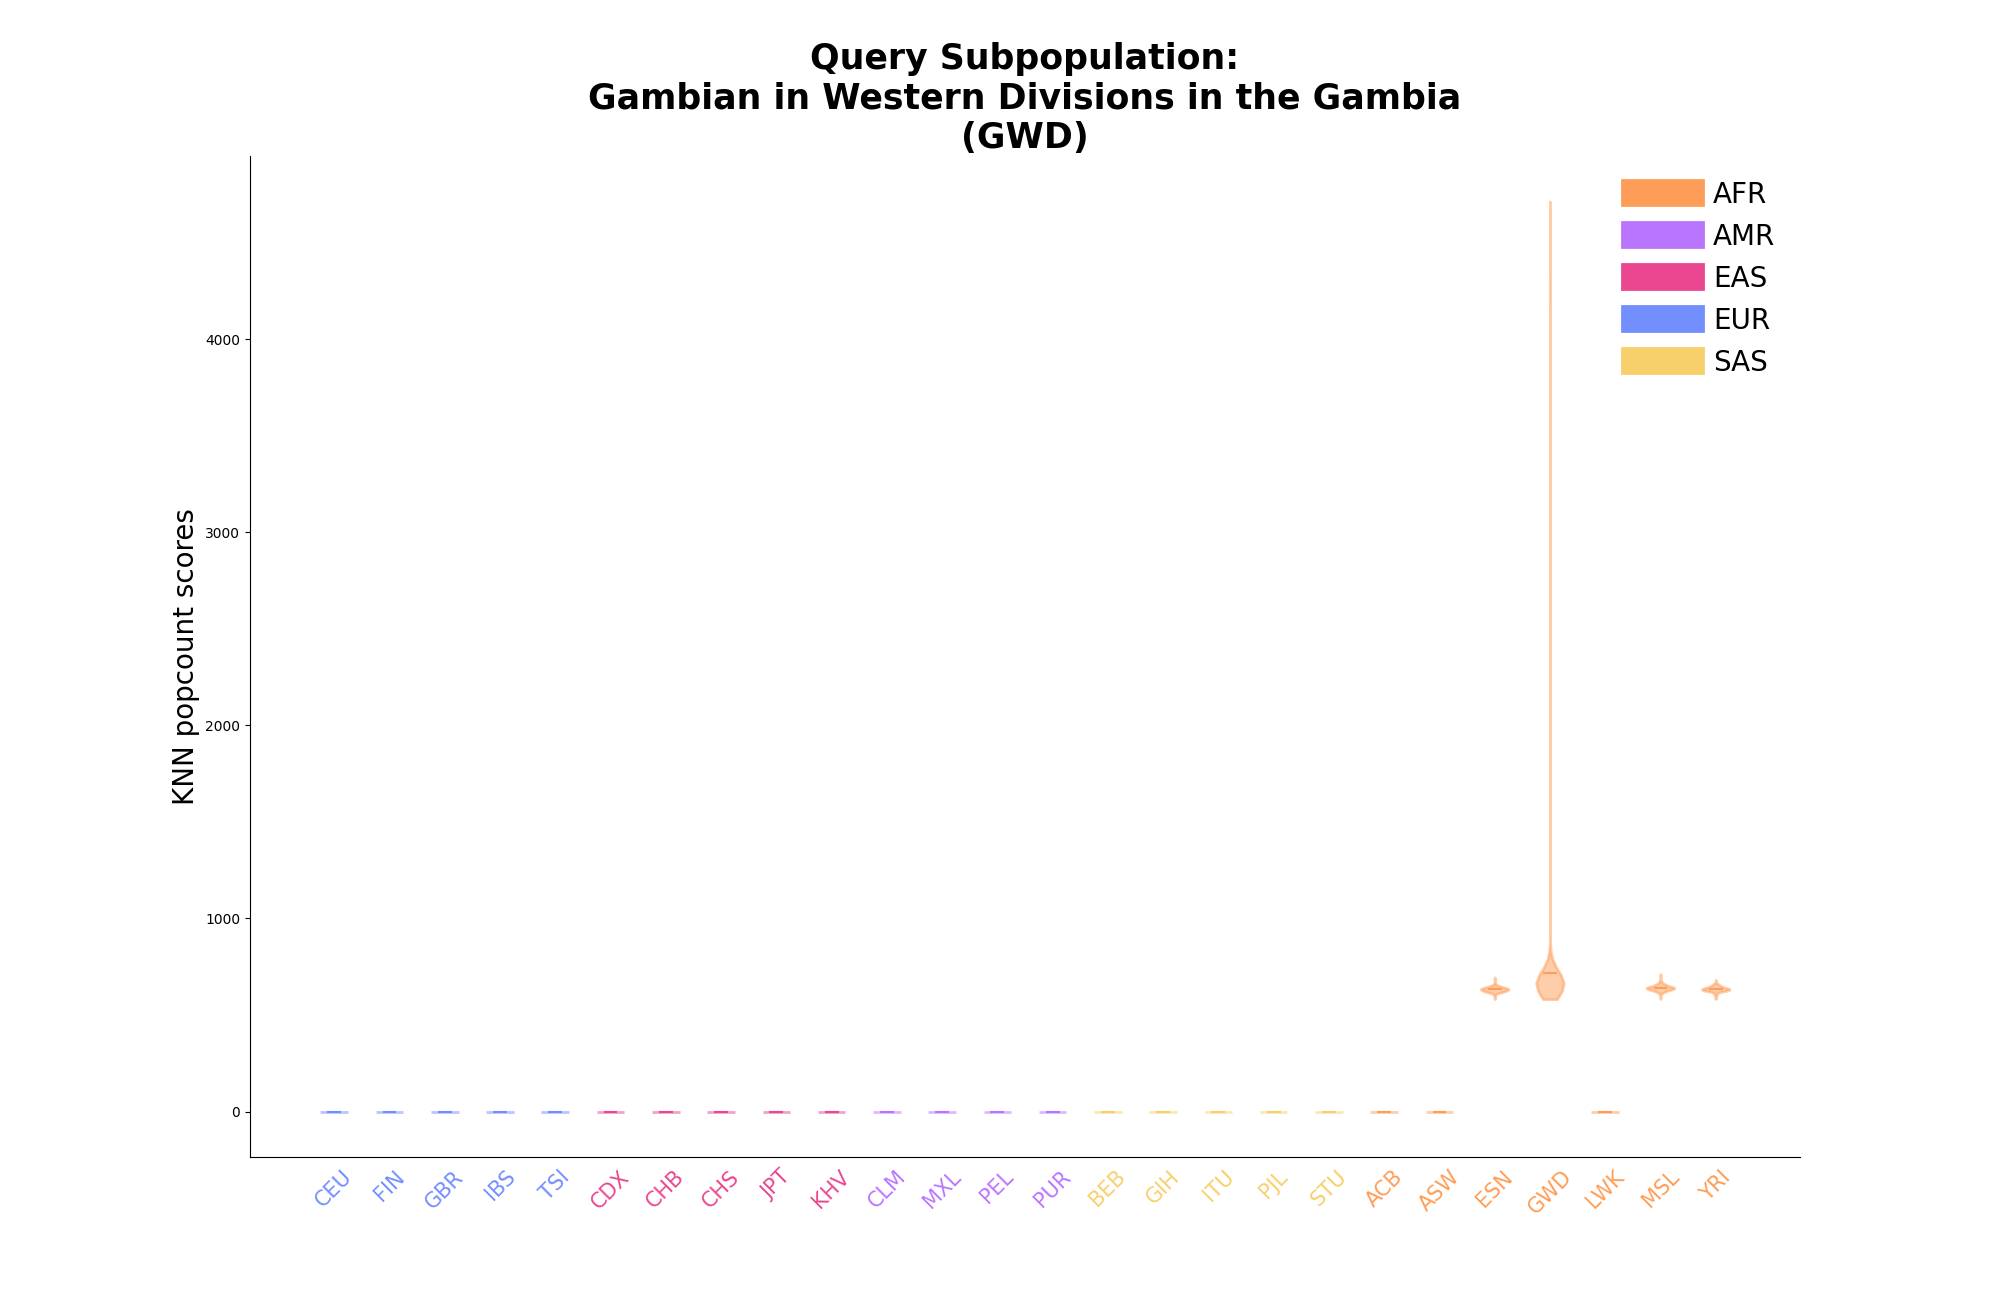 Query Subpopulation:
Gambian in Western Divisions in the Gambia
(GWD)
AFR
AMR
EAS
EUR
SAS
KNN popcount scores
4000
3000
2000
1000
0
CEU FIN GBR IBS TSI CDX CHB CHS JPT KHV CLM MXL PEL PUR BEB GIH ITU PJL STU ACB ASW ESN GWD LWK MSL YRI